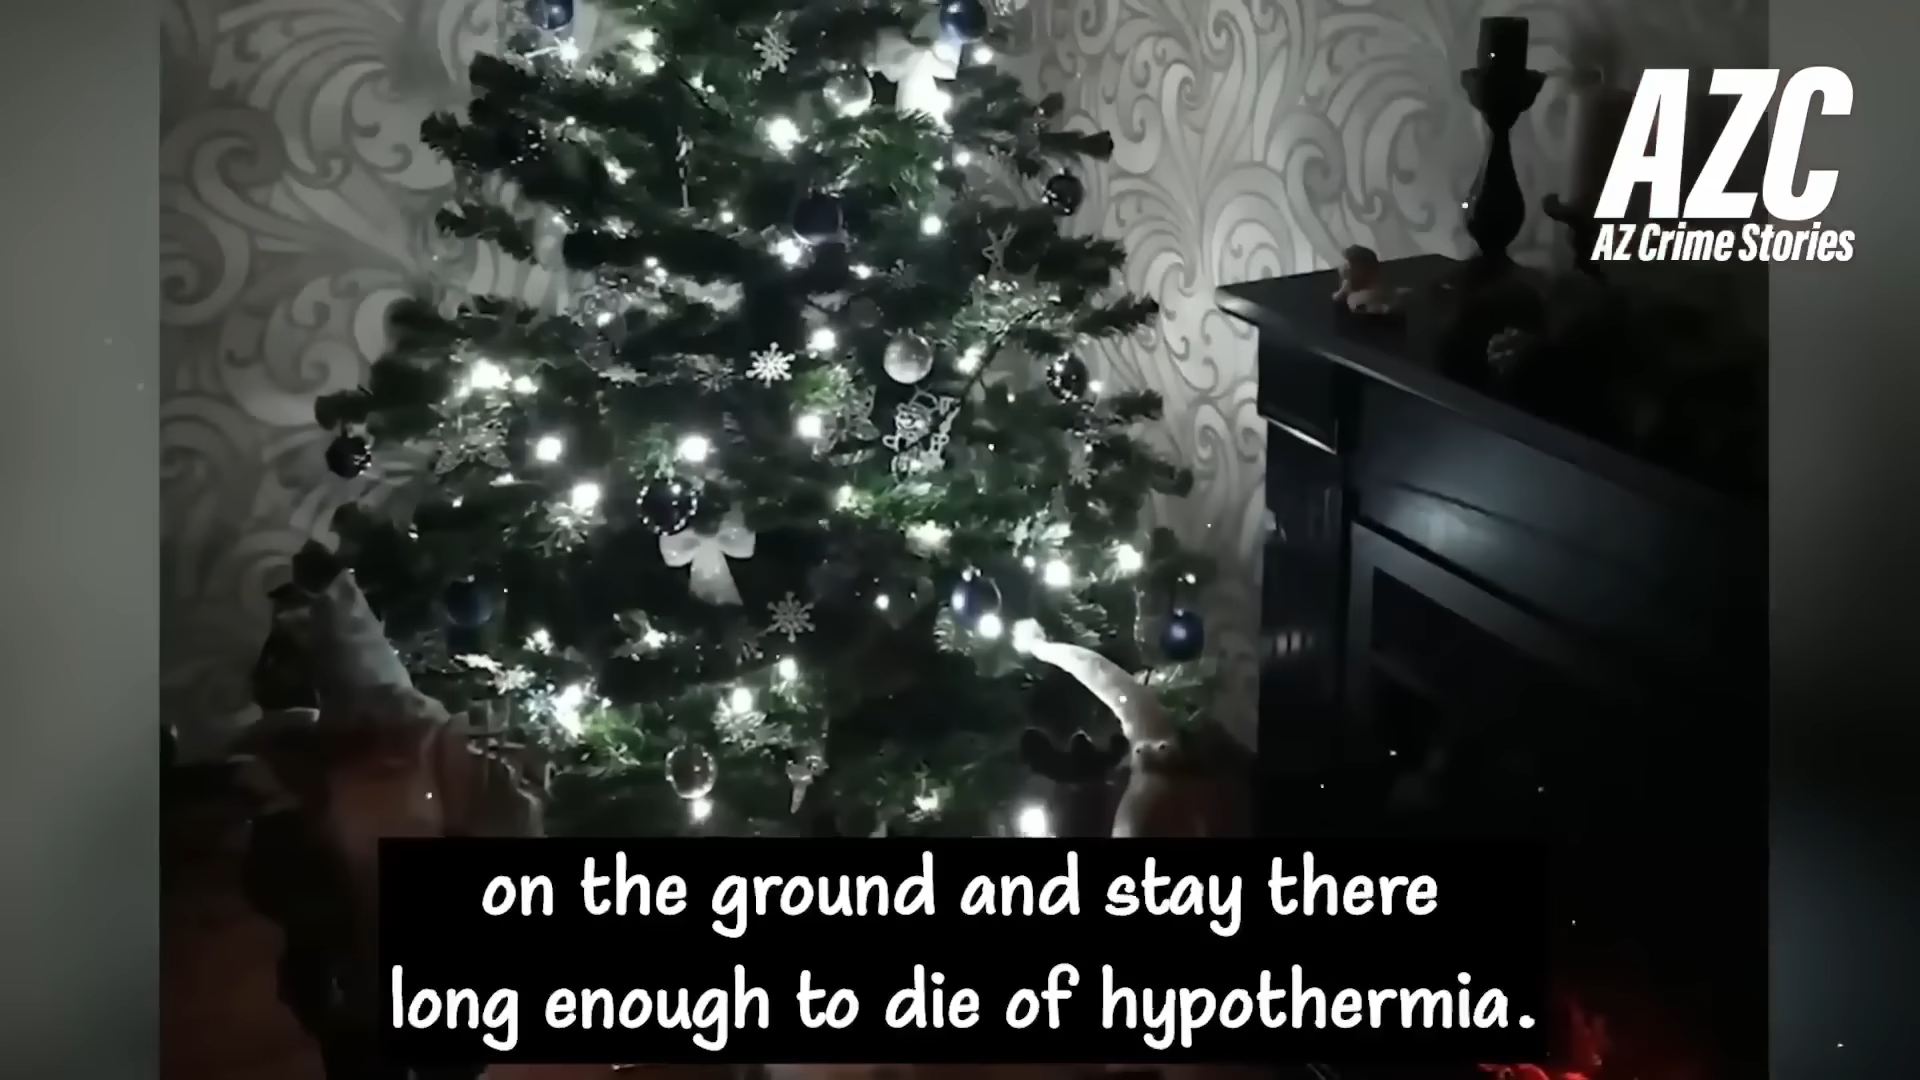 AZC
AZ Crime Stories
on the ground and stay there
long enough to die of hypothermia.